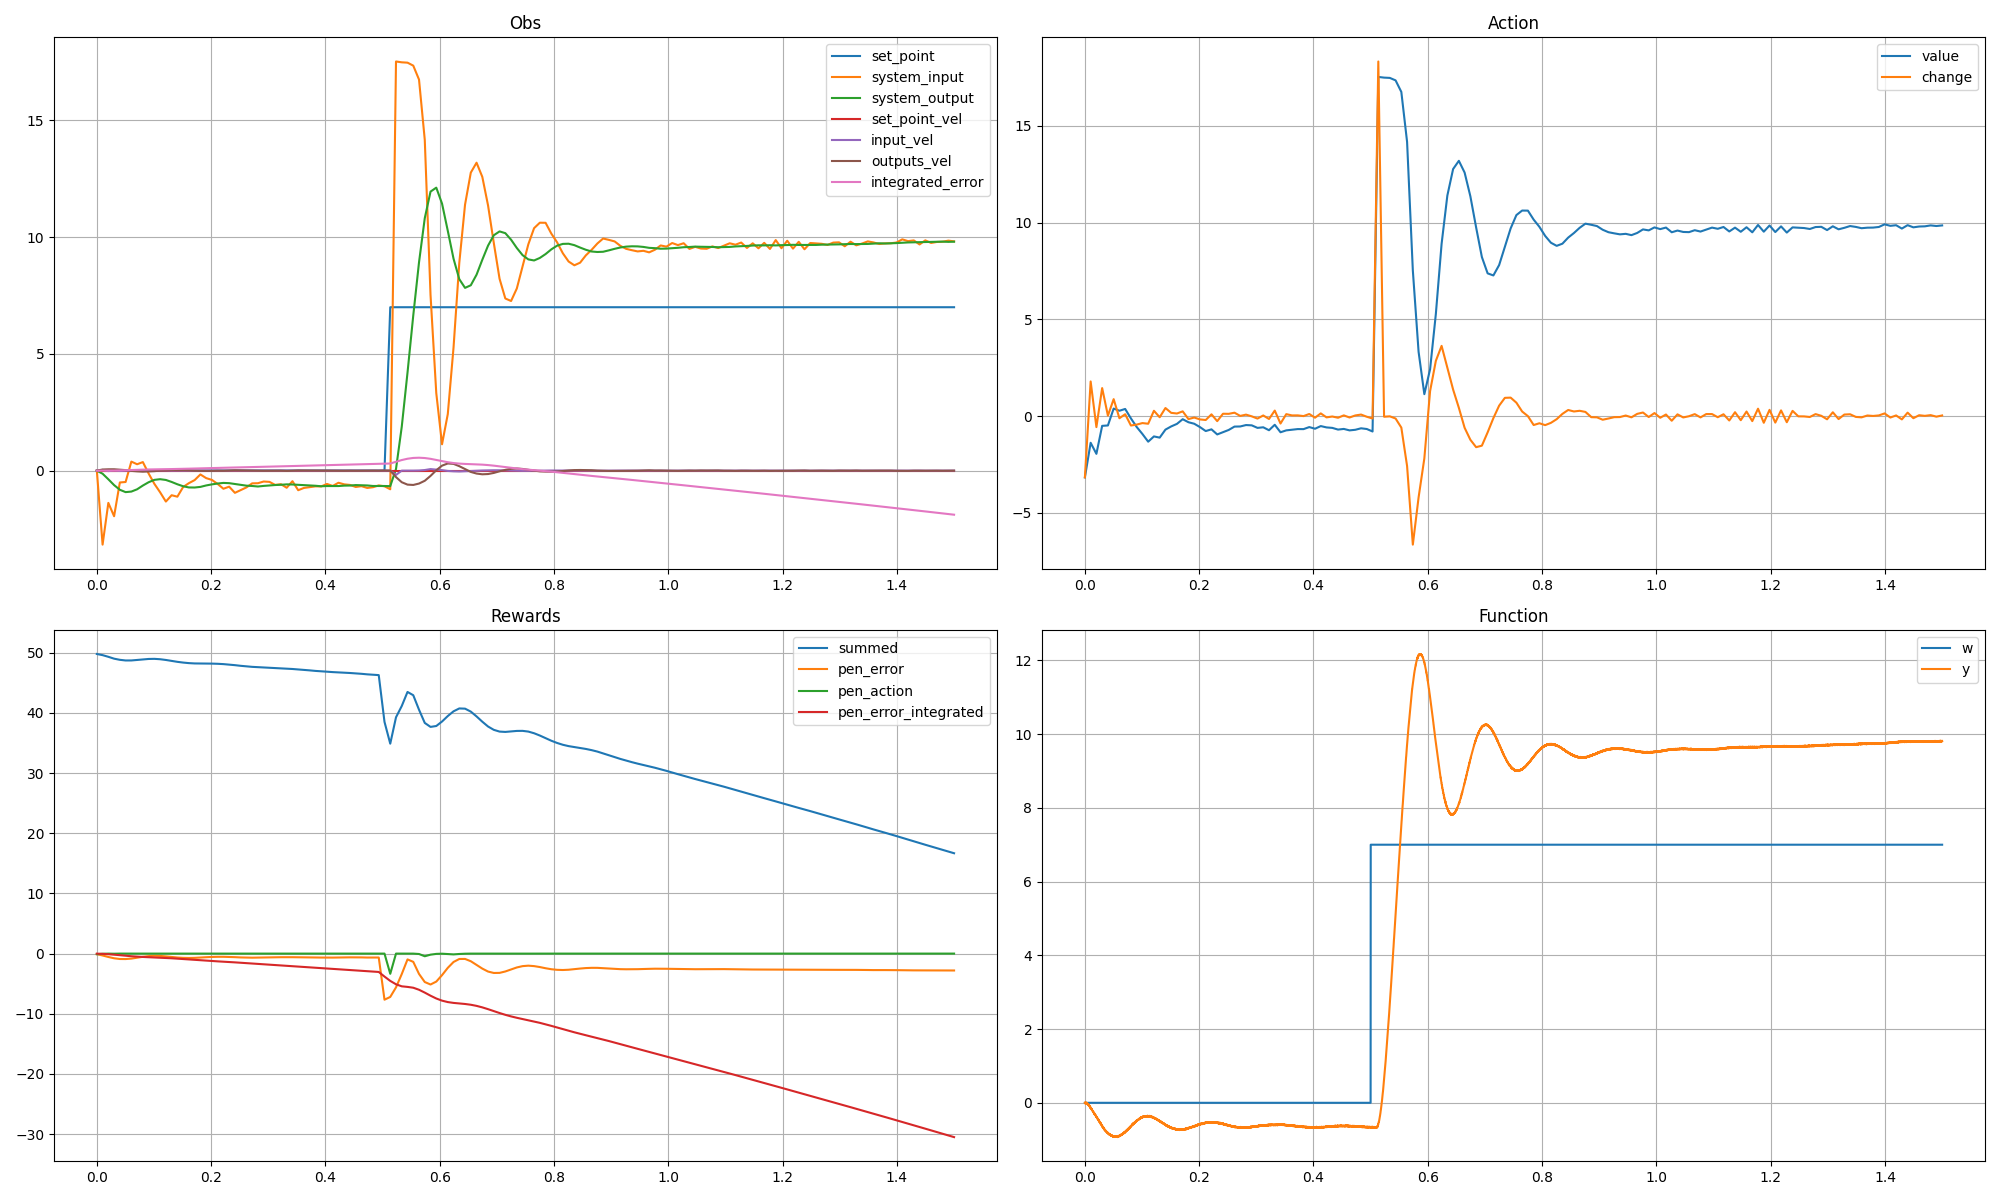 Obs
15
10
5
0
0.0 0.2 0.4 0.6 0.8 1.0 1.2 1.4
set_point
system_input
system_output
set_point_vel
input_vel
outputs_vel
integrated_error
Action
15
10
5
0
−5
0.0 0.2 0.4 0.6 0.8 1.0 1.2 1.4
value
change
Rewards
50
40
30
20
10
0
−10
−20
−30
0.0 0.2 0.4 0.6 0.8 1.0 1.2 1.4
summed
pen_error
pen_action
pen_error_integrated
Function
12
10
8
6
4
2
0
0.0 0.2 0.4 0.6 0.8 1.0 1.2 1.4
w
y